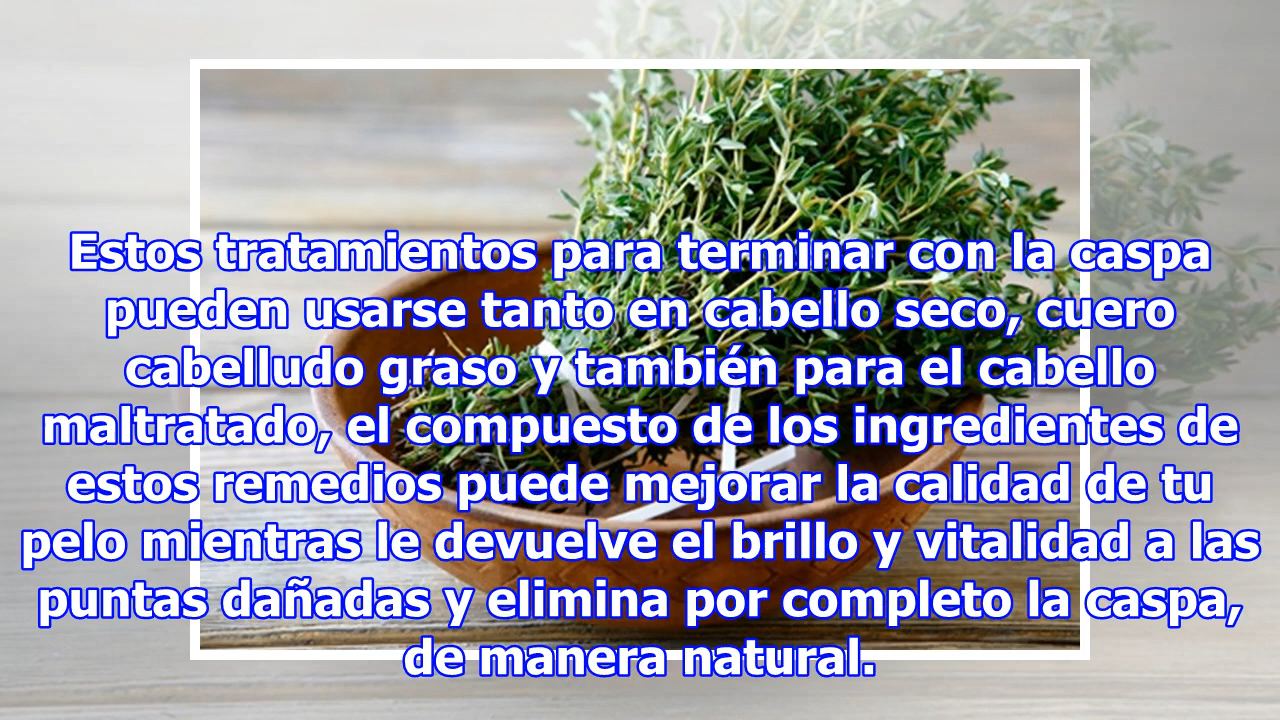 Estos tratamientos para terminar con la caspa
pueden usarse tanto en cabello seco, cuero
cabelludo graso y también para el cabello
maltratado, el compuesto de los ingredientes de
estos remedios puede mejorar la calidad de tu
pelo mientras le devuelve el brillo y vitalidad a las
puntas dañadas y elimina por completo la caspa,
de manera natural.